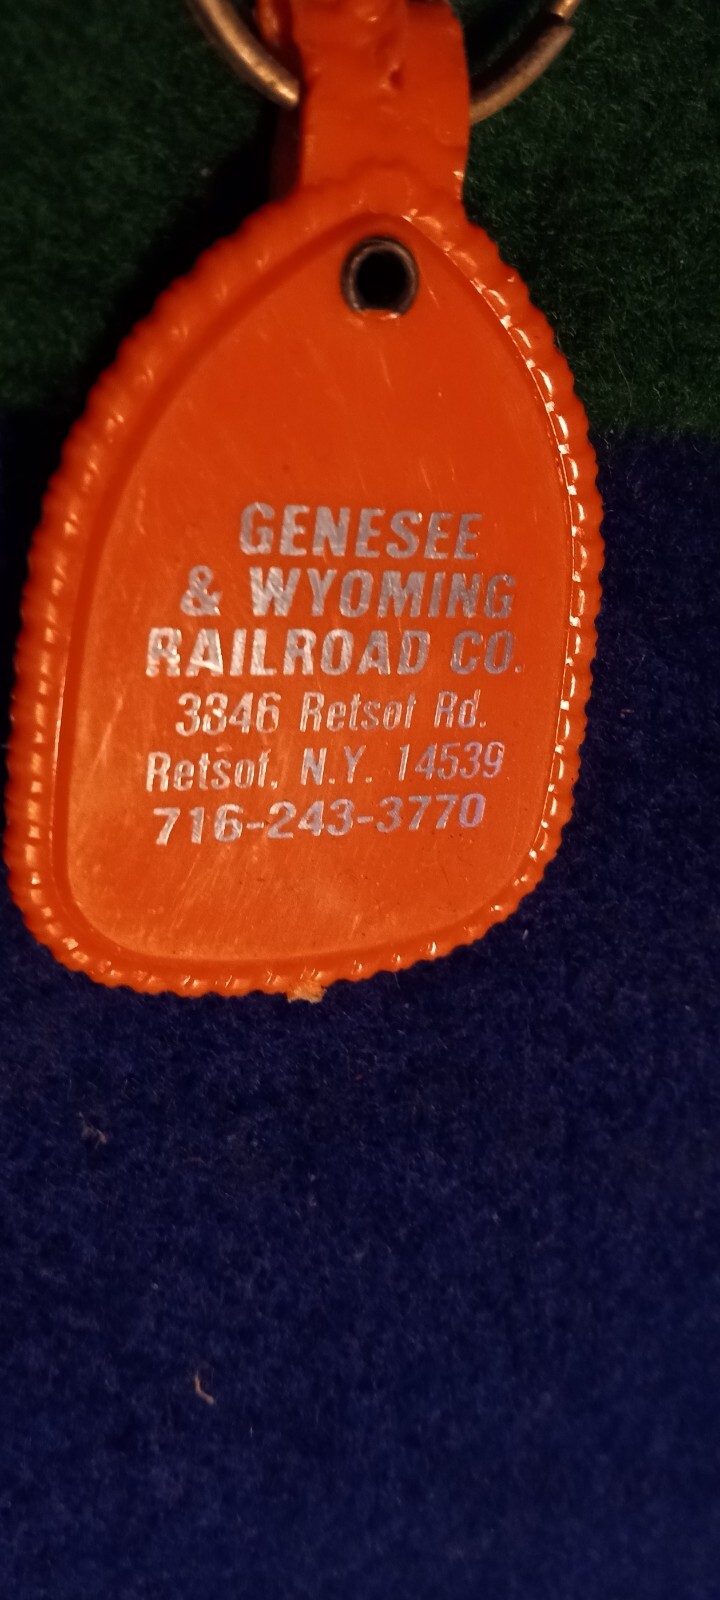 GENESEE
& WYOMING
RAILROAD CO.
3846 Retsof Rd.
Retsof, N.Y. 14539
716-243-3770